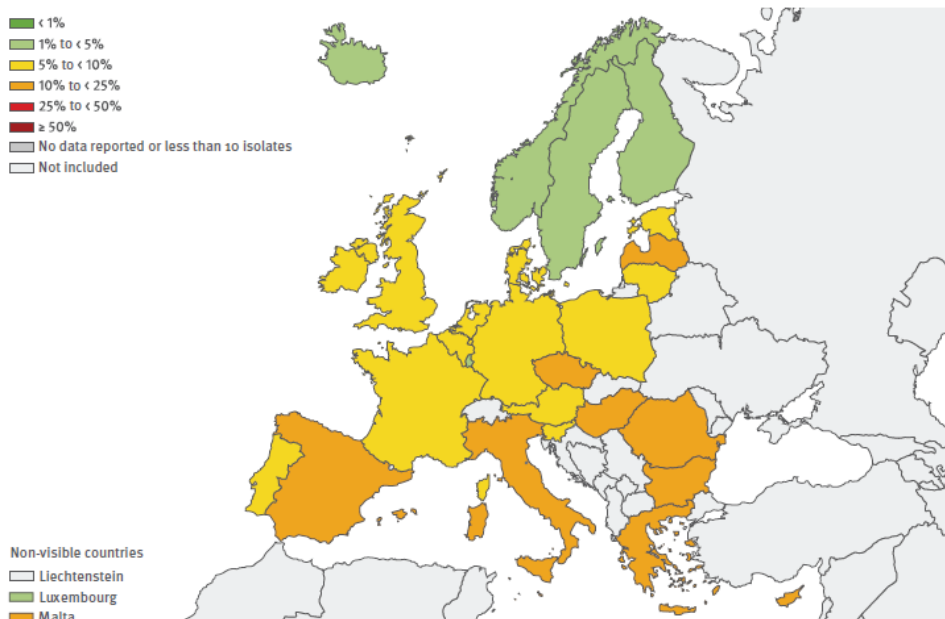 < 1%
1% to < 5%
5% to < 10%
10% to < 25%
25% to < 50%
≥ 50%
No data reported or less than 10 isolates
Not included
Non-visible countries
Liechtenstein
Luxembourg
Malta